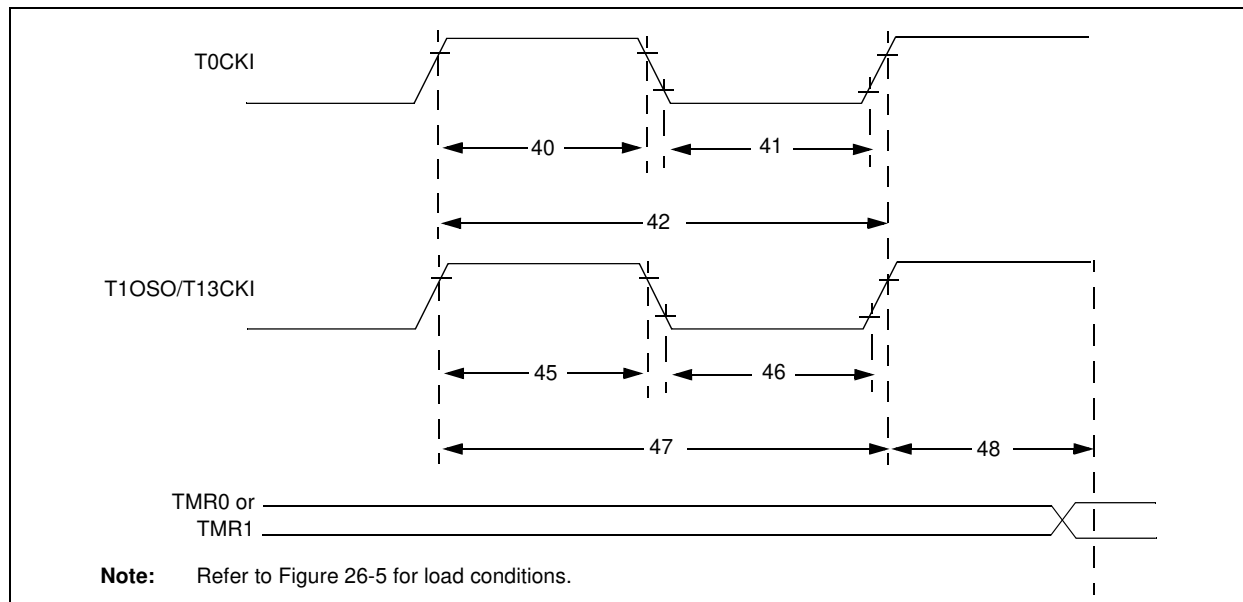 T0CKI
40
41
42
T1OSO/T13CKI
45
46
47
48
TMR0 or
TMR1
Note: Refer to Figure 26-5 for load conditions.